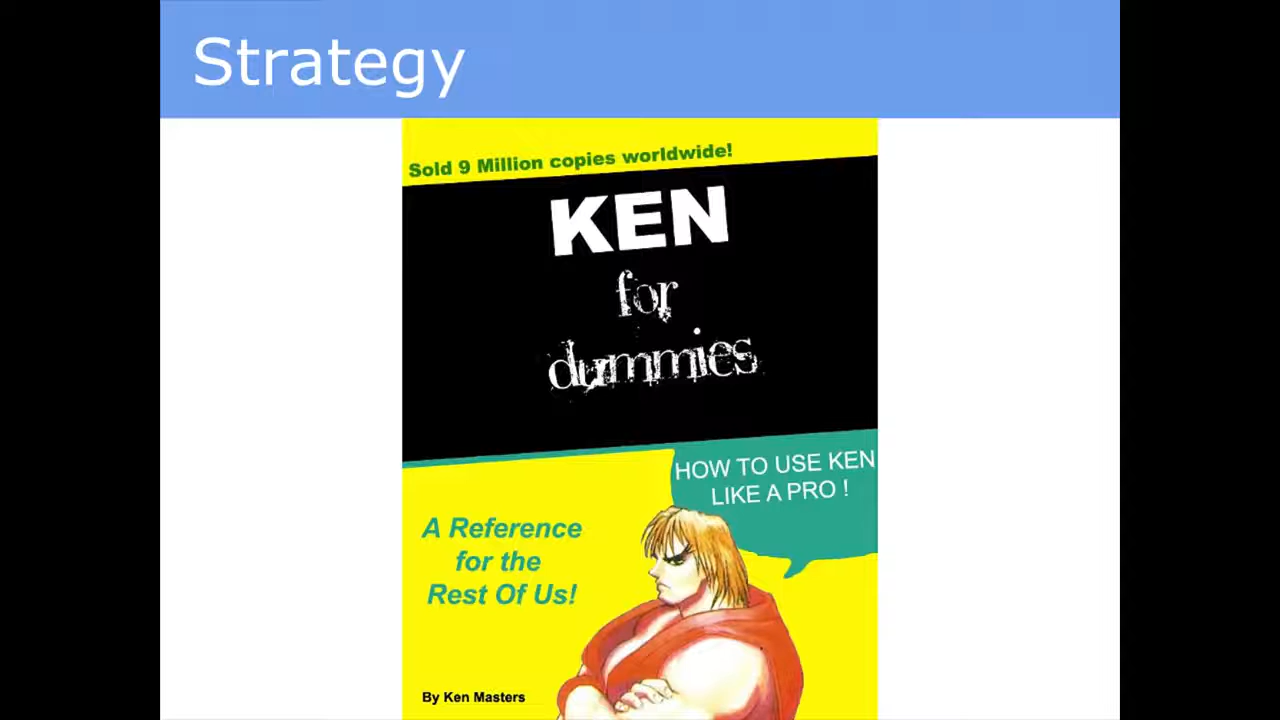 Strategy
Sold 9 Million copies worldwide!
KEN
for
dummies
HOW TO USE KEN
LIKE A PRO !
A Reference
for the
Rest Of Us!
By Ken Masters